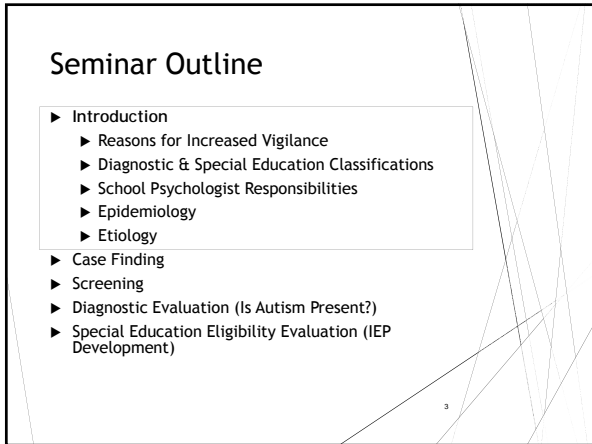 Seminar Outline
▶ Introduction
▶ Reasons for Increased Vigilance
▶ Diagnostic & Special Education Classifications
▶ School Psychologist Responsibilities
▶ Epidemiology
▶ Etiology
▶ Case Finding
▶ Screening
▶ Diagnostic Evaluation (Is Autism Present?)
▶ Special Education Eligibility Evaluation (IEP
Development)
3